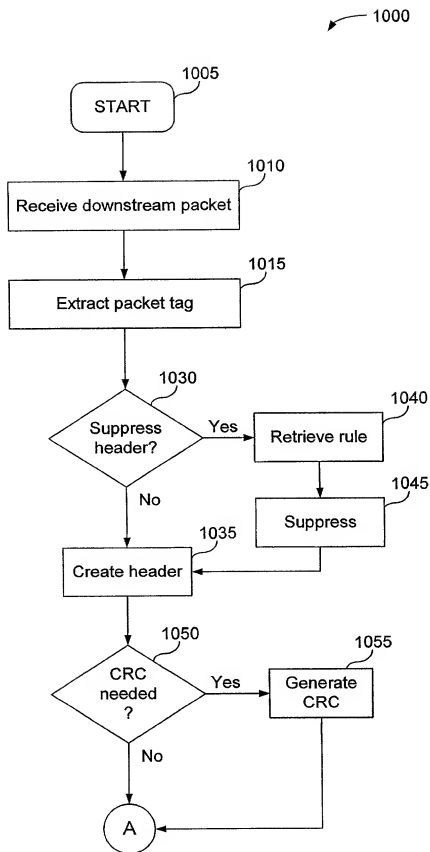 1000
1005
START
1010
Receive downstream packet
1015
Extract packet tag
1030
Suppress
header?
Yes
1040
Retrieve rule
No
1045
Suppress
1035
Create header
1050
CRC
needed
?
Yes
1055
Generate
CRC
No
A